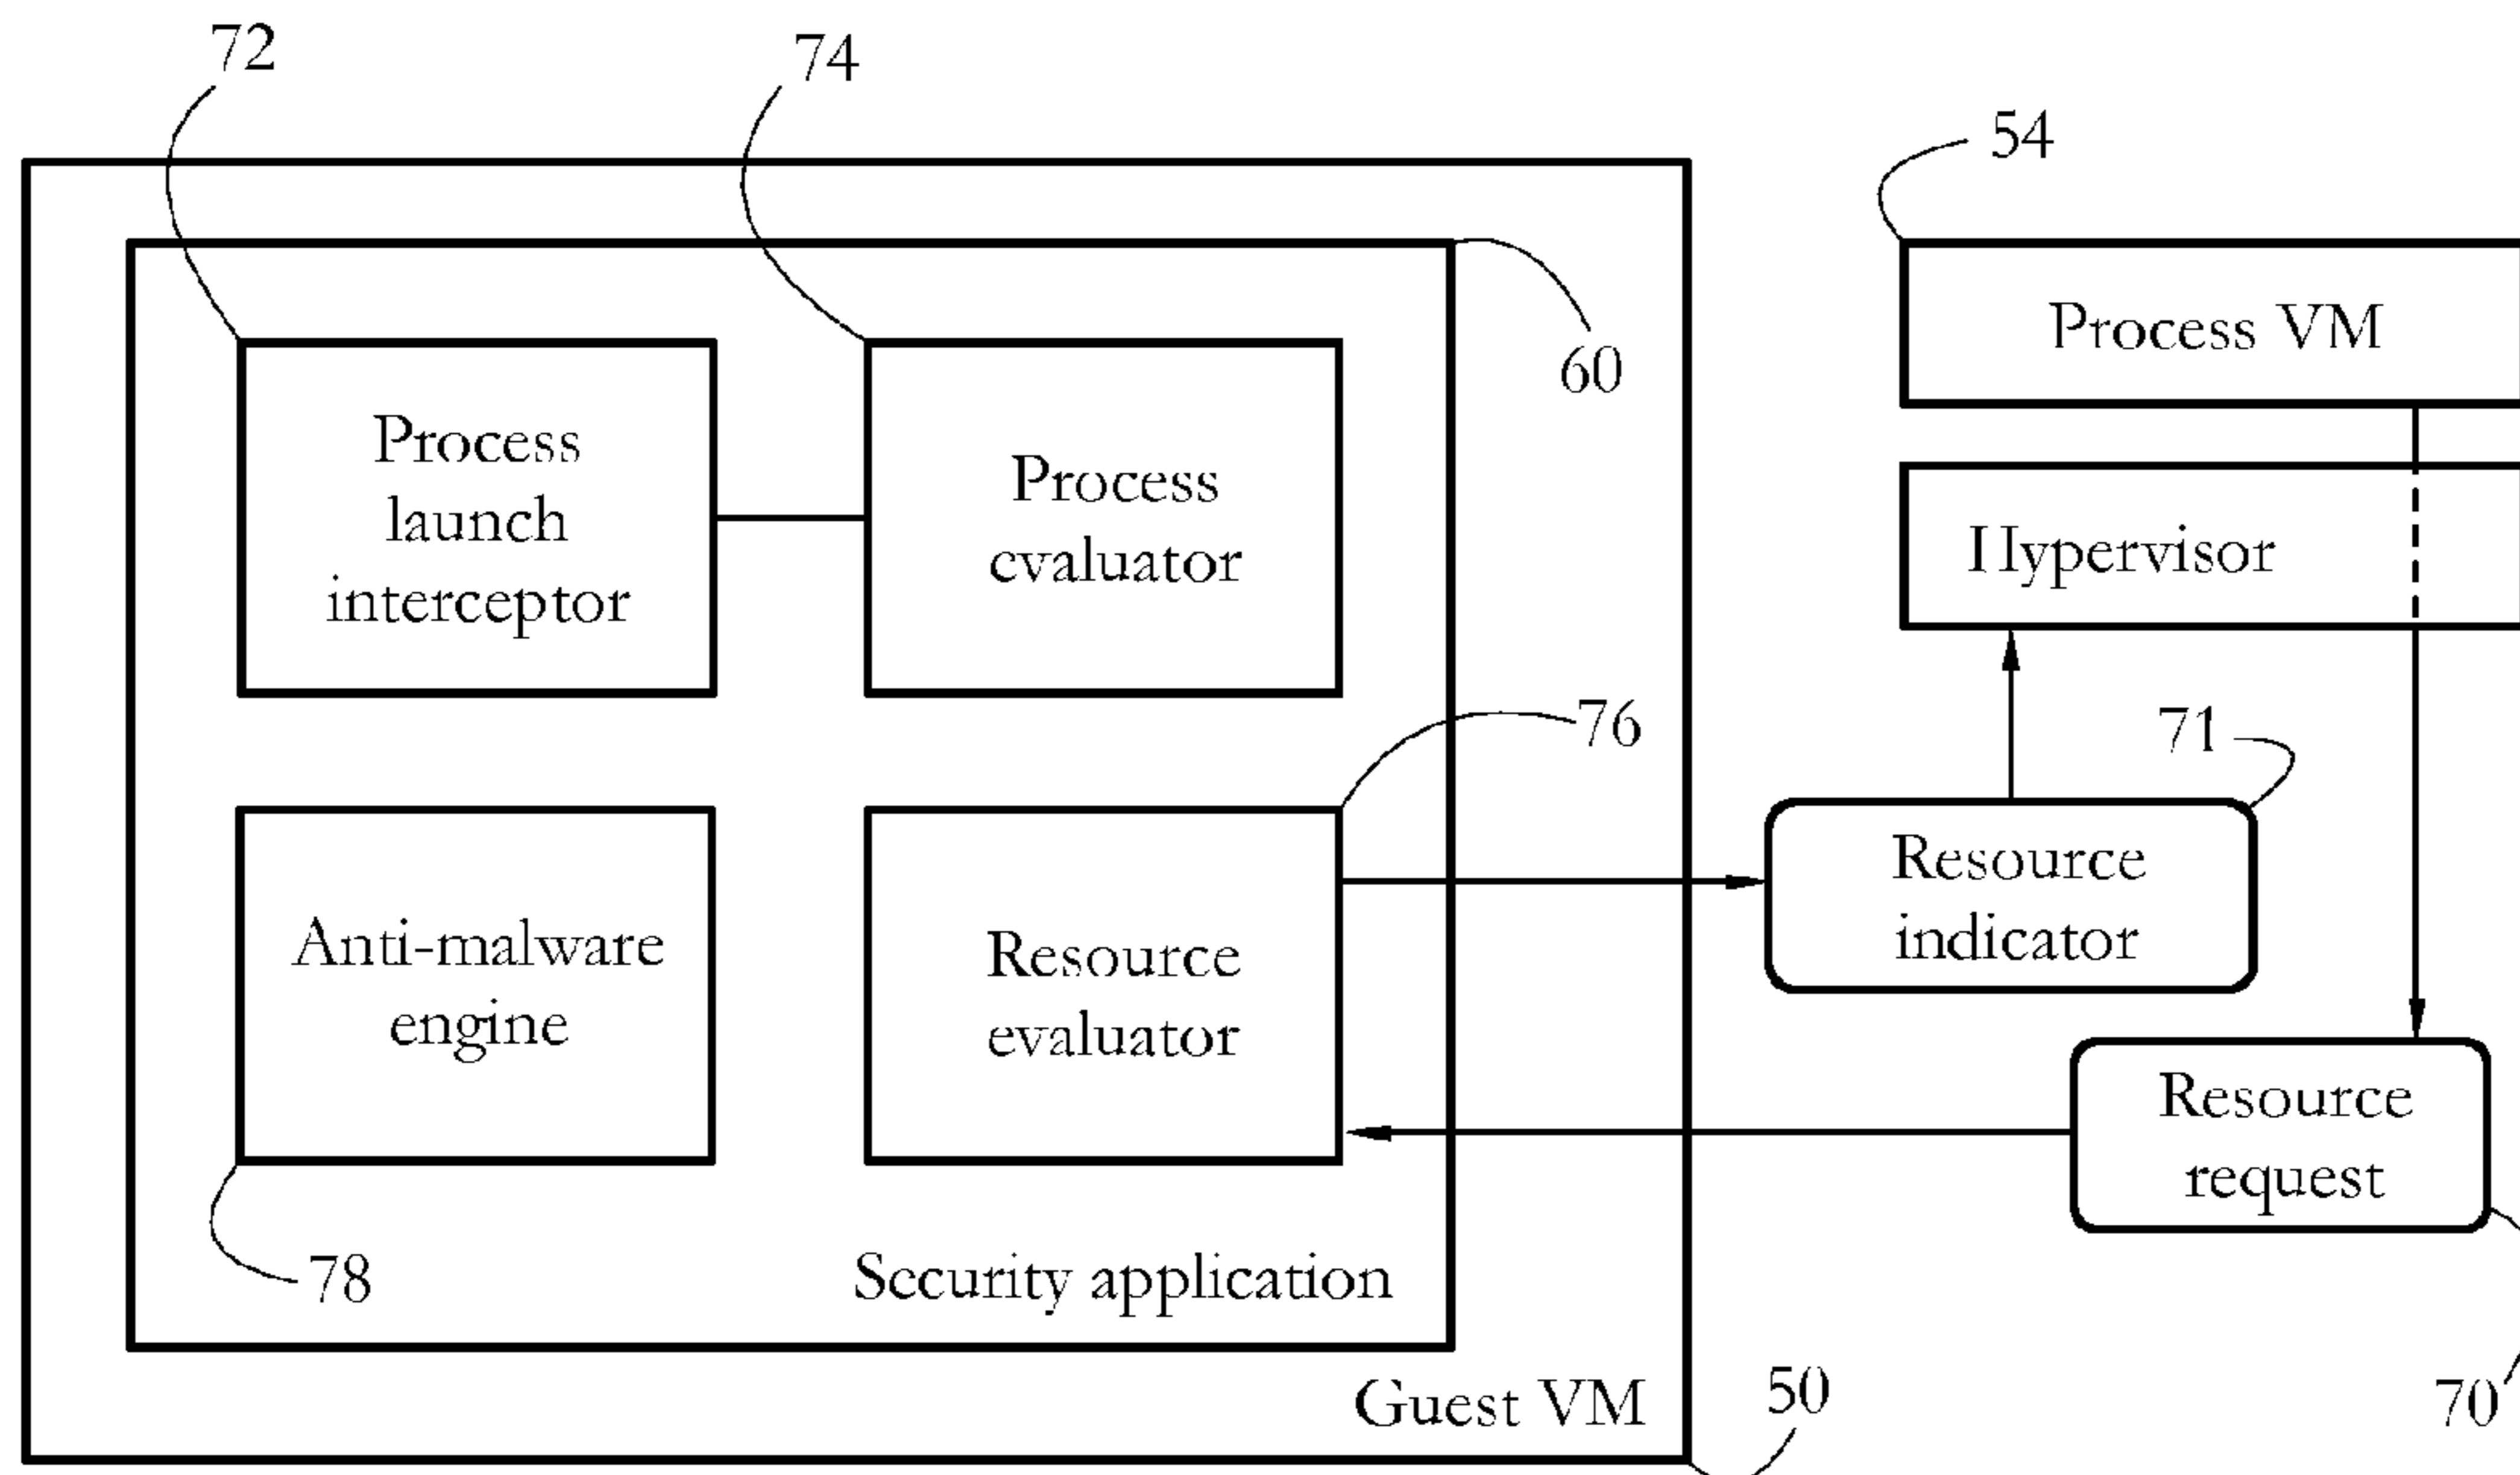 72
74
54
Process VM
60
Process
launch
interceptor
Process
evaluator
Hypervisor
76
71
Resource
indicator
Anti-malware
engine
Resource
evaluator
Resource
request
78
Security application
Guest VM
50
70